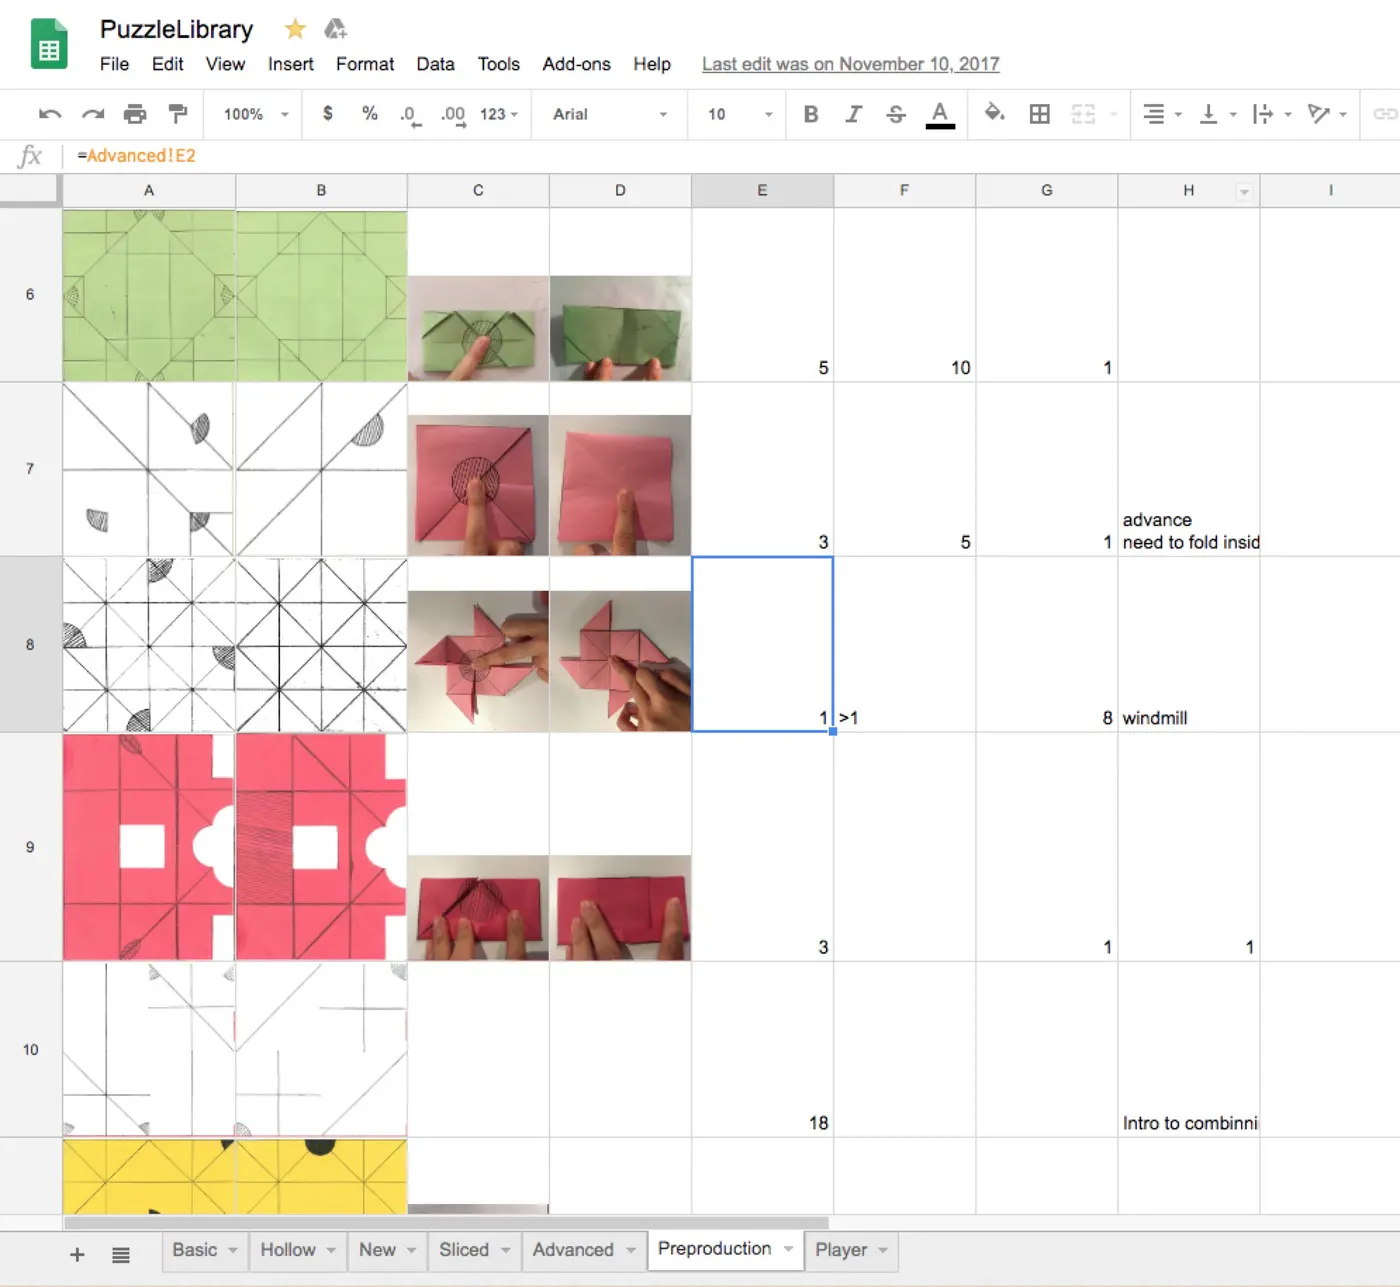 PuzzleLibrary
File Edit View Insert Format Data Tools Add-ons Help Last edit was on November 10, 2017
100% $ % .0 .00 123 Arial 10 B I S A
fx =Advanced!E2
A B C D E F G H I
6 5 10 1
advance
7 3 5 1 need to fold insid
8 1 >1 8 windmill
9 3 1 1
10 18 Intro to combinni
+ Basic Hollow New Sliced Advanced Preproduction Player